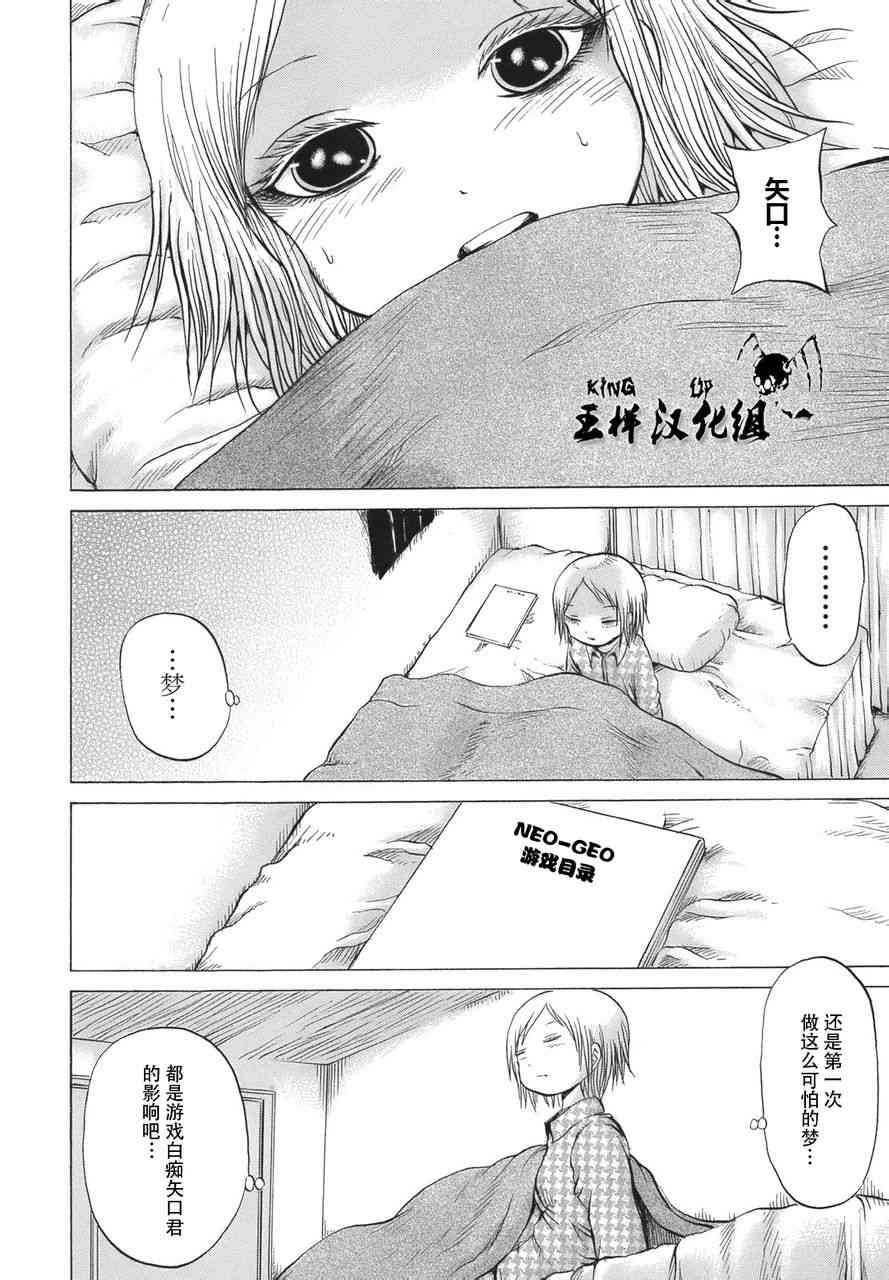 矢口…
KING UP
王样汉化组
………
…梦…
NEO-GEO
游戏目录
还是第一次
做这么可怕的
梦…
都是游戏白痴矢口君
的影响吧…